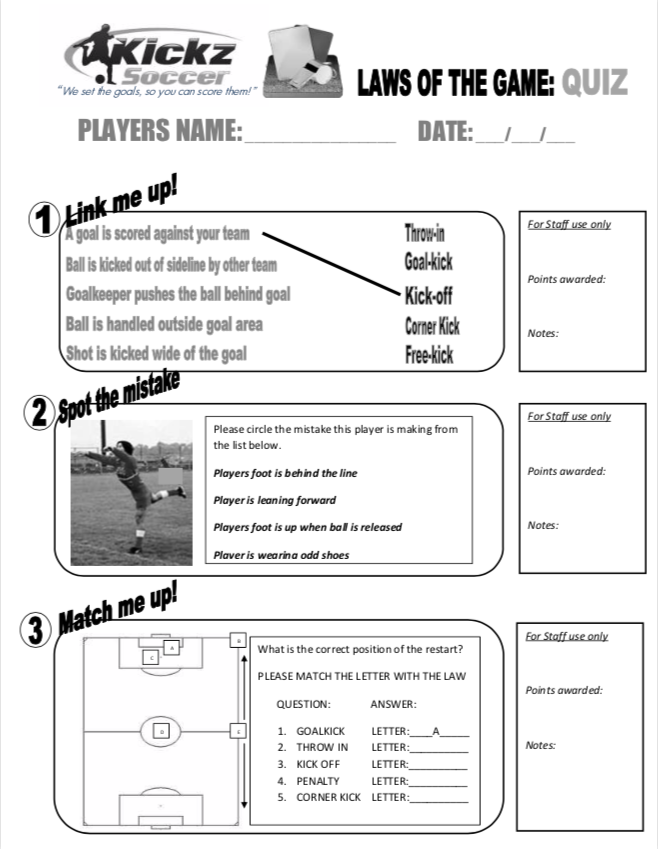 Kickz
Soccer
"We set the goals, so you can score them!"
LAWS OF THE GAME: QUIZ
PLAYERS NAME:_______________ DATE:___/___/___
1 Link me up!
A goal is scored against your team Throw-in
Ball is kicked out of sideline by other team Goal-kick
Goalkeeper pushes the ball behind goal Kick-off
Ball is handled outside goal area Corner Kick
Shot is kicked wide of the goal Free-kick
For Staff use only
Points awarded:
Notes:
2 Spot the mistake
Please circle the mistake this player is making from
the list below.
Players foot is behind the line
Player is leaning forward
Players foot is up when ball is released
Player is wearing odd shoes
For Staff use only
Points awarded:
Notes:
3 Match me up!
B
A
C
D
E
What is the correct position of the restart?
PLEASE MATCH THE LETTER WITH THE LAW
QUESTION: ANSWER:
1. GOALKICK LETTER:____A_____
2. THROW IN LETTER:__________
3. KICK OFF LETTER:__________
4. PENALTY LETTER:__________
5. CORNER KICK LETTER:__________
For Staff use only
Points awarded:
Notes: